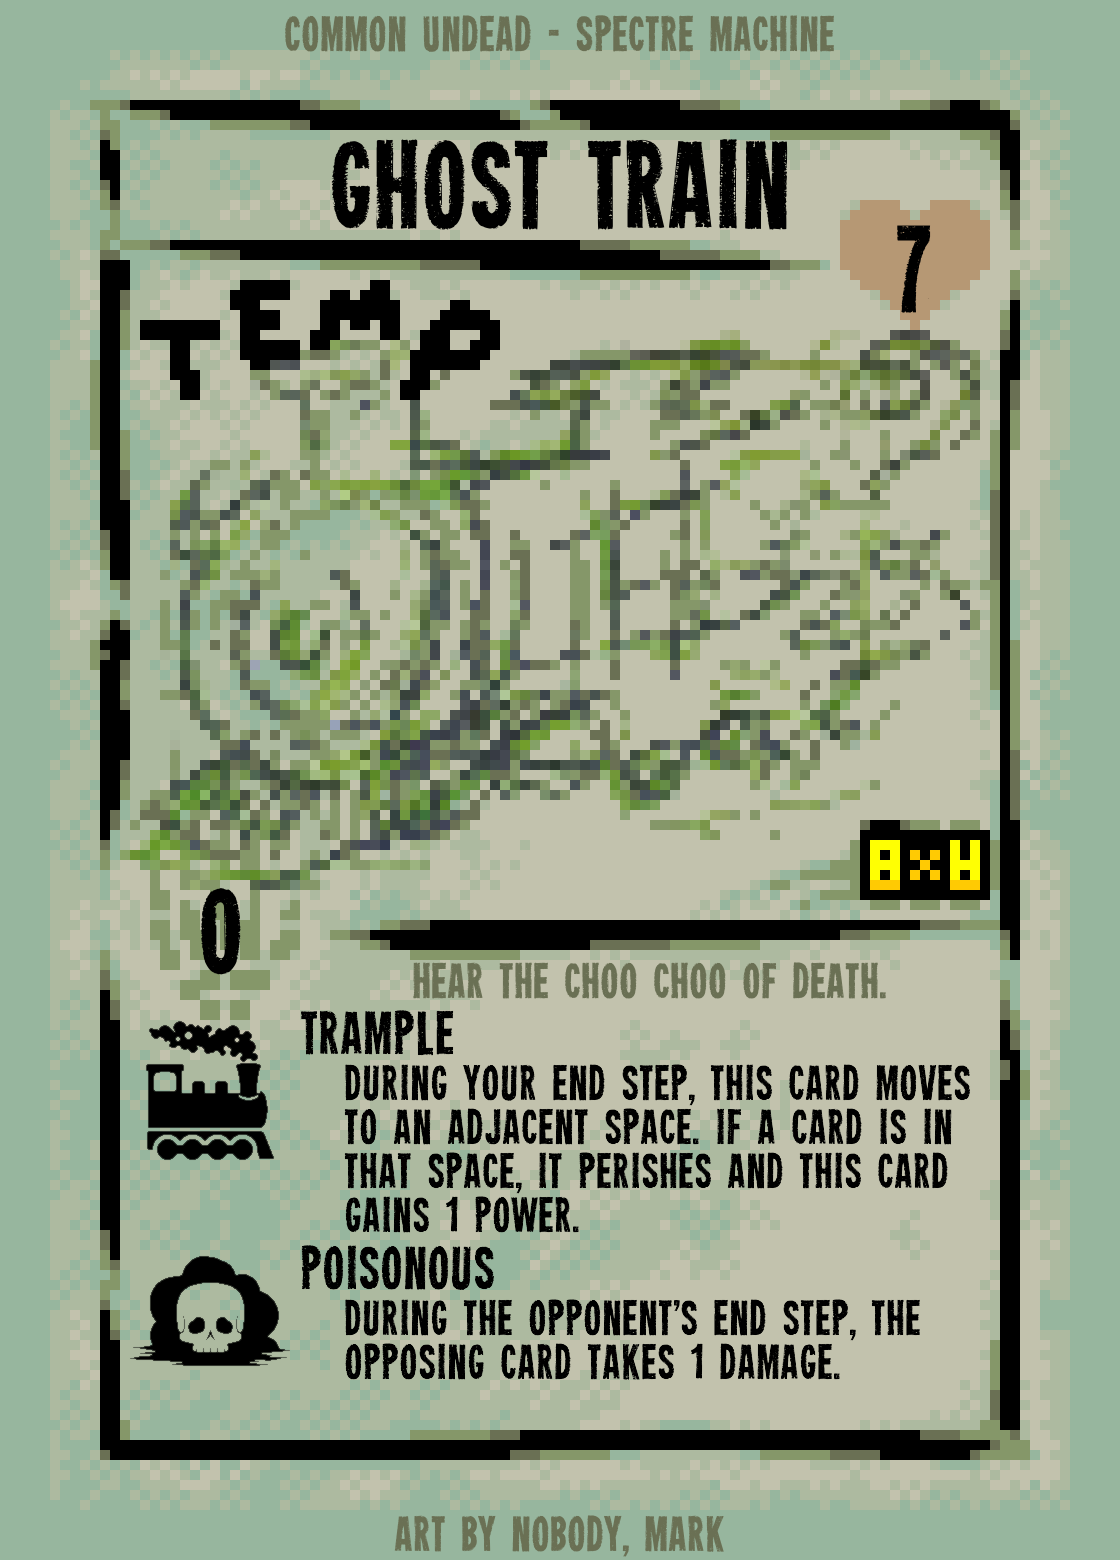 COMMON UNDEAD - SPECTRE MACHINE
GHOST TRAIN
7
TEMP
0
HEAR THE CHOO CHOO OF DEATH.
TRAMPLE
DURING YOUR END STEP, THIS CARD MOVES
TO AN ADJACENT SPACE. IF A CARD IS IN
THAT SPACE, IT PERISHES AND THIS CARD
GAINS 1 POWER.
POISONOUS
DURING THE OPPONENT'S END STEP, THE
OPPOSING CARD TAKES 1 DAMAGE.
ART BY NOBODY, MARK